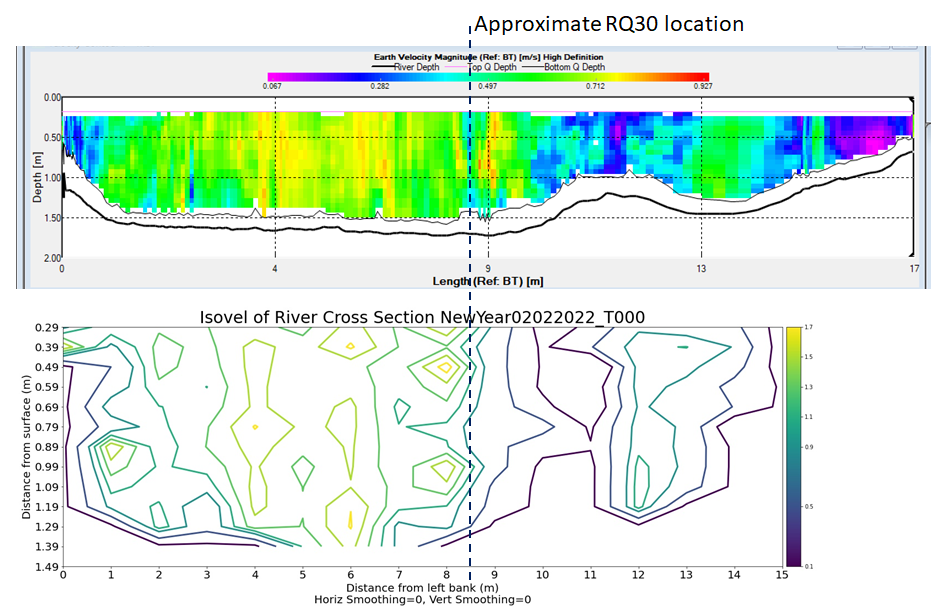 Approximate RQ30 location
Earth Velocity Magnitude (Ref: BT) [m/s] High Definition
River Depth Top Q Depth Bottom Q Depth
0.067 0.282 0.497 0.712 0.927
0.00
0.50
1.00
1.50
2.00
Depth [m]
0 4 9 13 17
Length (Ref: BT) [m]
Isovel of River Cross Section NewYear02022022_T000
0.29
0.39
0.49
0.59
0.69
0.79
0.89
0.99
1.09
1.19
1.29
1.39
1.49
Distance from surface (m)
0 1 2 3 4 5 6 7 8 9 10 11 12 13 14 15
Distance from left bank (m)
Horiz Smoothing=0, Vert Smoothing=0
1.7
1.5
1.3
1.1
0.9
0.5
0.1